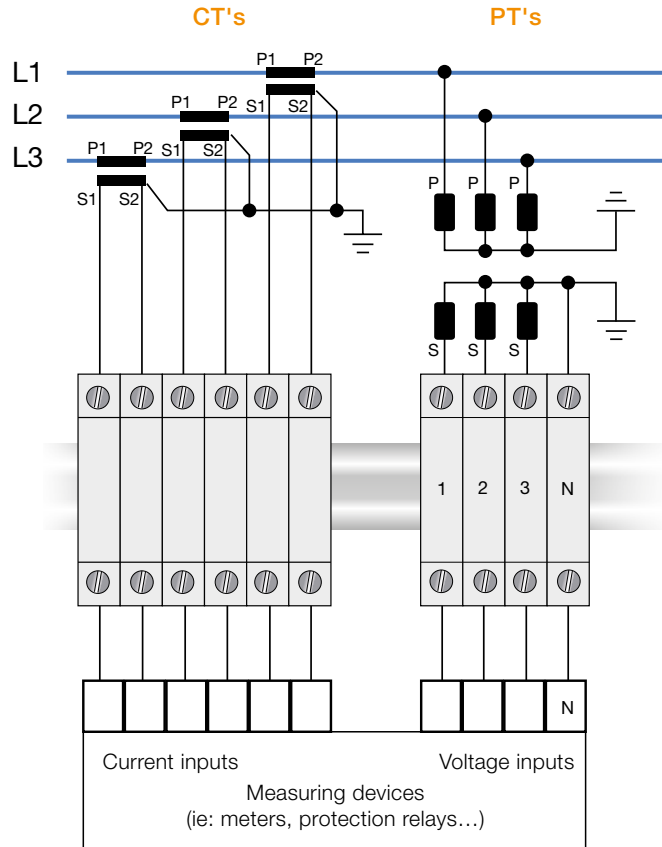 CT's PT's
P1 P2
L1
S1 S2
P1 P2
L2
S1 S2
P1 P2
L3
S1 S2
P P P
S S S
1 2 3 N
N
Current inputs Voltage inputs
Measuring devices
(ie: meters, protection relays…)